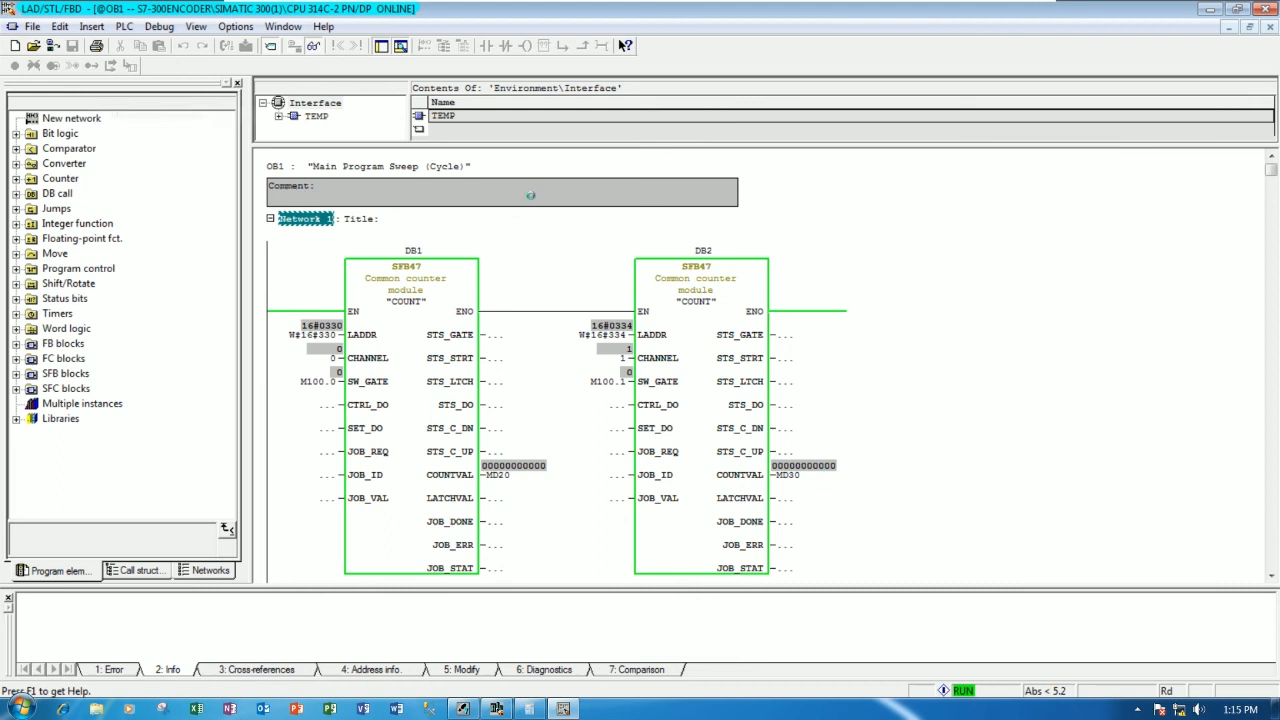 LAD/STL/FBD - [@OB1 -- S7-300ENCODER\SIMATIC 300(1)\CPU 314C-2 PN/DP ONLINE]
File Edit Insert PLC Debug View Options Window Help
Contents Of: 'Environment\Interface'
Interface
Name
TEMP
TEMP
New network
Bit logic
Comparator
Converter
Counter
DB call
Jumps
Integer function
Floating-point fct.
Move
Program control
Shift/Rotate
Status bits
Timers
Word logic
FB blocks
FC blocks
SFB blocks
SFC blocks
Multiple instances
Libraries
Program elem...
Call struct...
Networks
OB1 : "Main Program Sweep (Cycle)"
Comment:
Network 1: Title:
DB1 DB2
SFB47 SFB47
Common counter Common counter
module module
"COUNT" "COUNT"
EN ENO EN ENO
16#0330 16#0334
W#16#330 LADDR STS_GATE ... W#16#334 LADDR STS_GATE ...
0 1
0 CHANNEL STS_STRT ... 1 CHANNEL STS_STRT ...
0 0
M100.0 SW_GATE STS_LTCH ... M100.1 SW_GATE STS_LTCH ...
... CTRL_DO STS_DO ... ... CTRL_DO STS_DO ...
... SET_DO STS_C_DN ... ... SET_DO STS_C_DN ...
... JOB_REQ STS_C_UP ... ... JOB_REQ STS_C_UP ...
00000000000 00000000000
... JOB_ID COUNTVAL MD20 ... JOB_ID COUNTVAL MD30
... JOB_VAL LATCHVAL ... ... JOB_VAL LATCHVAL ...
JOB_DONE ... JOB_DONE ...
JOB_ERR ... JOB_ERR ...
JOB_STAT ... JOB_STAT ...
1: Error 2: Info 3: Cross-references 4: Address info. 5: Modify 6: Diagnostics 7: Comparison
Press F1 to get Help.
RUN
Abs < 5.2
Rd
1:15 PM